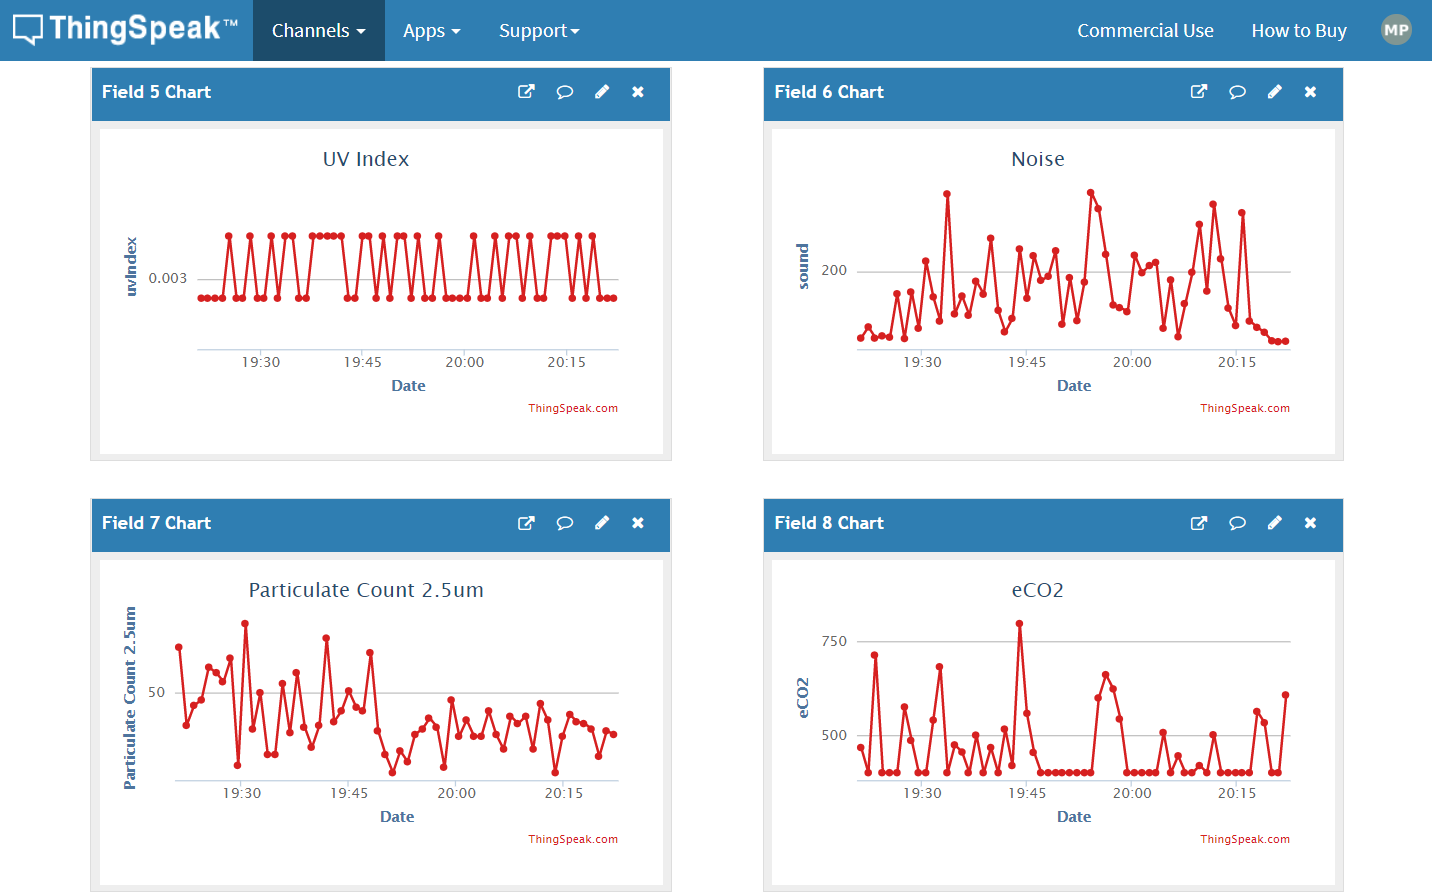 ThingSpeak™ Channels Apps Support Commercial Use How to Buy MP
Field 5 Chart
UV Index
uvIndex
0.003
19:30 19:45 20:00 20:15
Date
ThingSpeak.com
Field 6 Chart
Noise
sound
200
19:30 19:45 20:00 20:15
Date
ThingSpeak.com
Field 7 Chart
Particulate Count 2.5um
Particulate Count 2.5um
50
19:30 19:45 20:00 20:15
Date
ThingSpeak.com
Field 8 Chart
eCO2
eCO2
750
500
19:30 19:45 20:00 20:15
Date
ThingSpeak.com